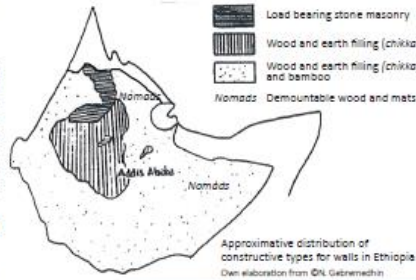 Load bearing stone masonry
Wood and earth filling (chikka
Wood and earth filling (chikka
and bamboo
Nomads Demountable wood and mats
Nomads
Addis Ababa
Nomads
Approximative distribution of
constructive types for walls in Ethiopia
Own elaboration from ©N. Gebremedhin